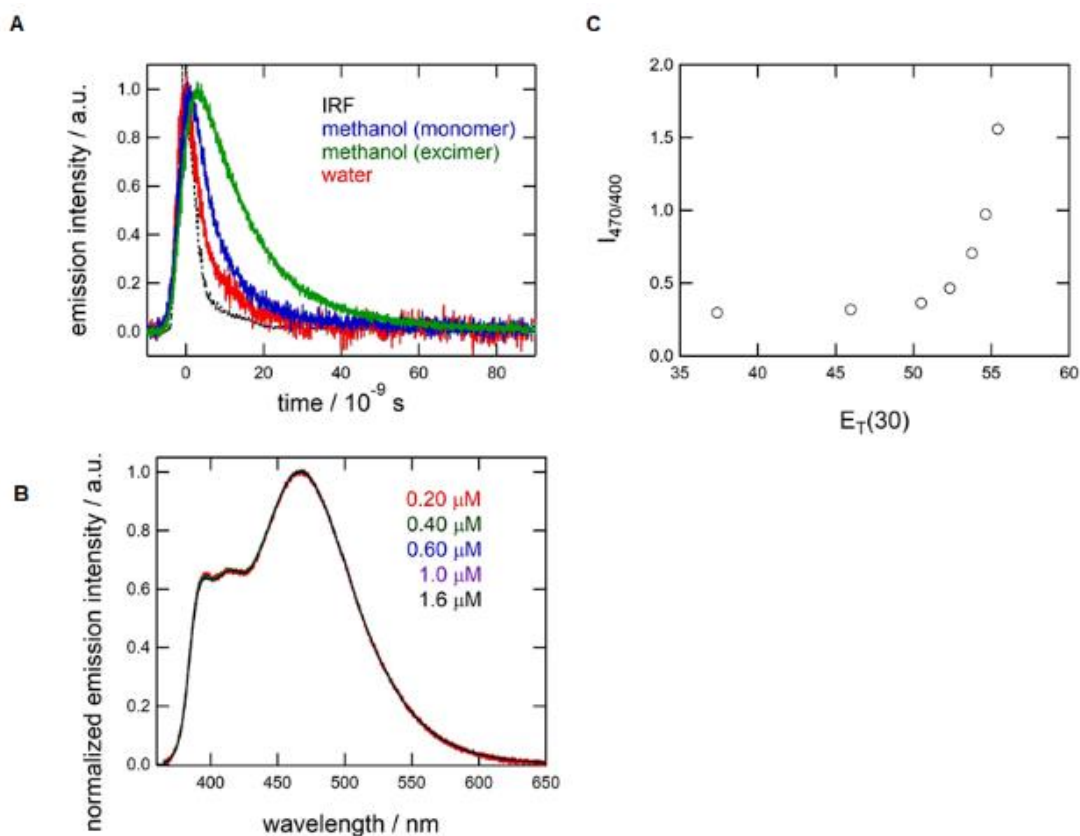 A
C
emission intensity / a.u.
1.0
0.8
0.6
0.4
0.2
0.0
IRF
methanol (monomer)
methanol (excimer)
water
0
20
40
60
80
time / 10⁻⁹ s
I470/400
2.0
1.5
1.0
0.5
0.0
35
40
45
50
55
60
ET(30)
B
normalized emission intensity / a.u.
1.0
0.8
0.6
0.4
0.2
0.0
0.20 μM
0.40 μM
0.60 μM
1.0 μM
1.6 μM
400
450
500
550
600
650
wavelength / nm